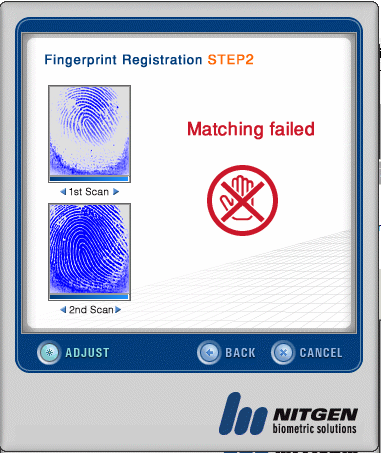 Fingerprint Registration STEP2
Matching failed
1st Scan
2nd Scan
ADJUST
BACK
CANCEL
NITGEN
biometric solutions